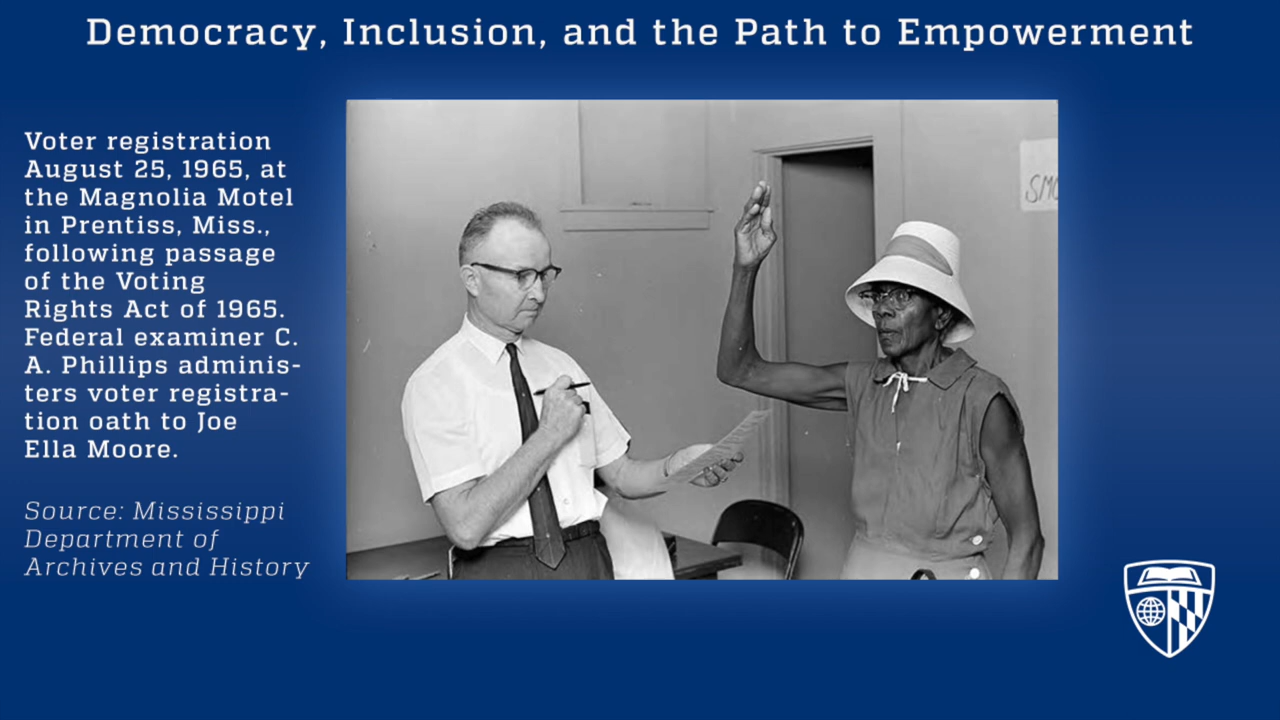 Democracy, Inclusion, and the Path to Empowerment
Voter registration
August 25, 1965, at
the Magnolia Motel
in Prentiss, Miss.,
following passage
of the Voting
Rights Act of 1965.
Federal examiner C.
A. Phillips adminis-
ters voter registra-
tion oath to Joe
Ella Moore.
Source: Mississippi
Department of
Archives and History
SMO